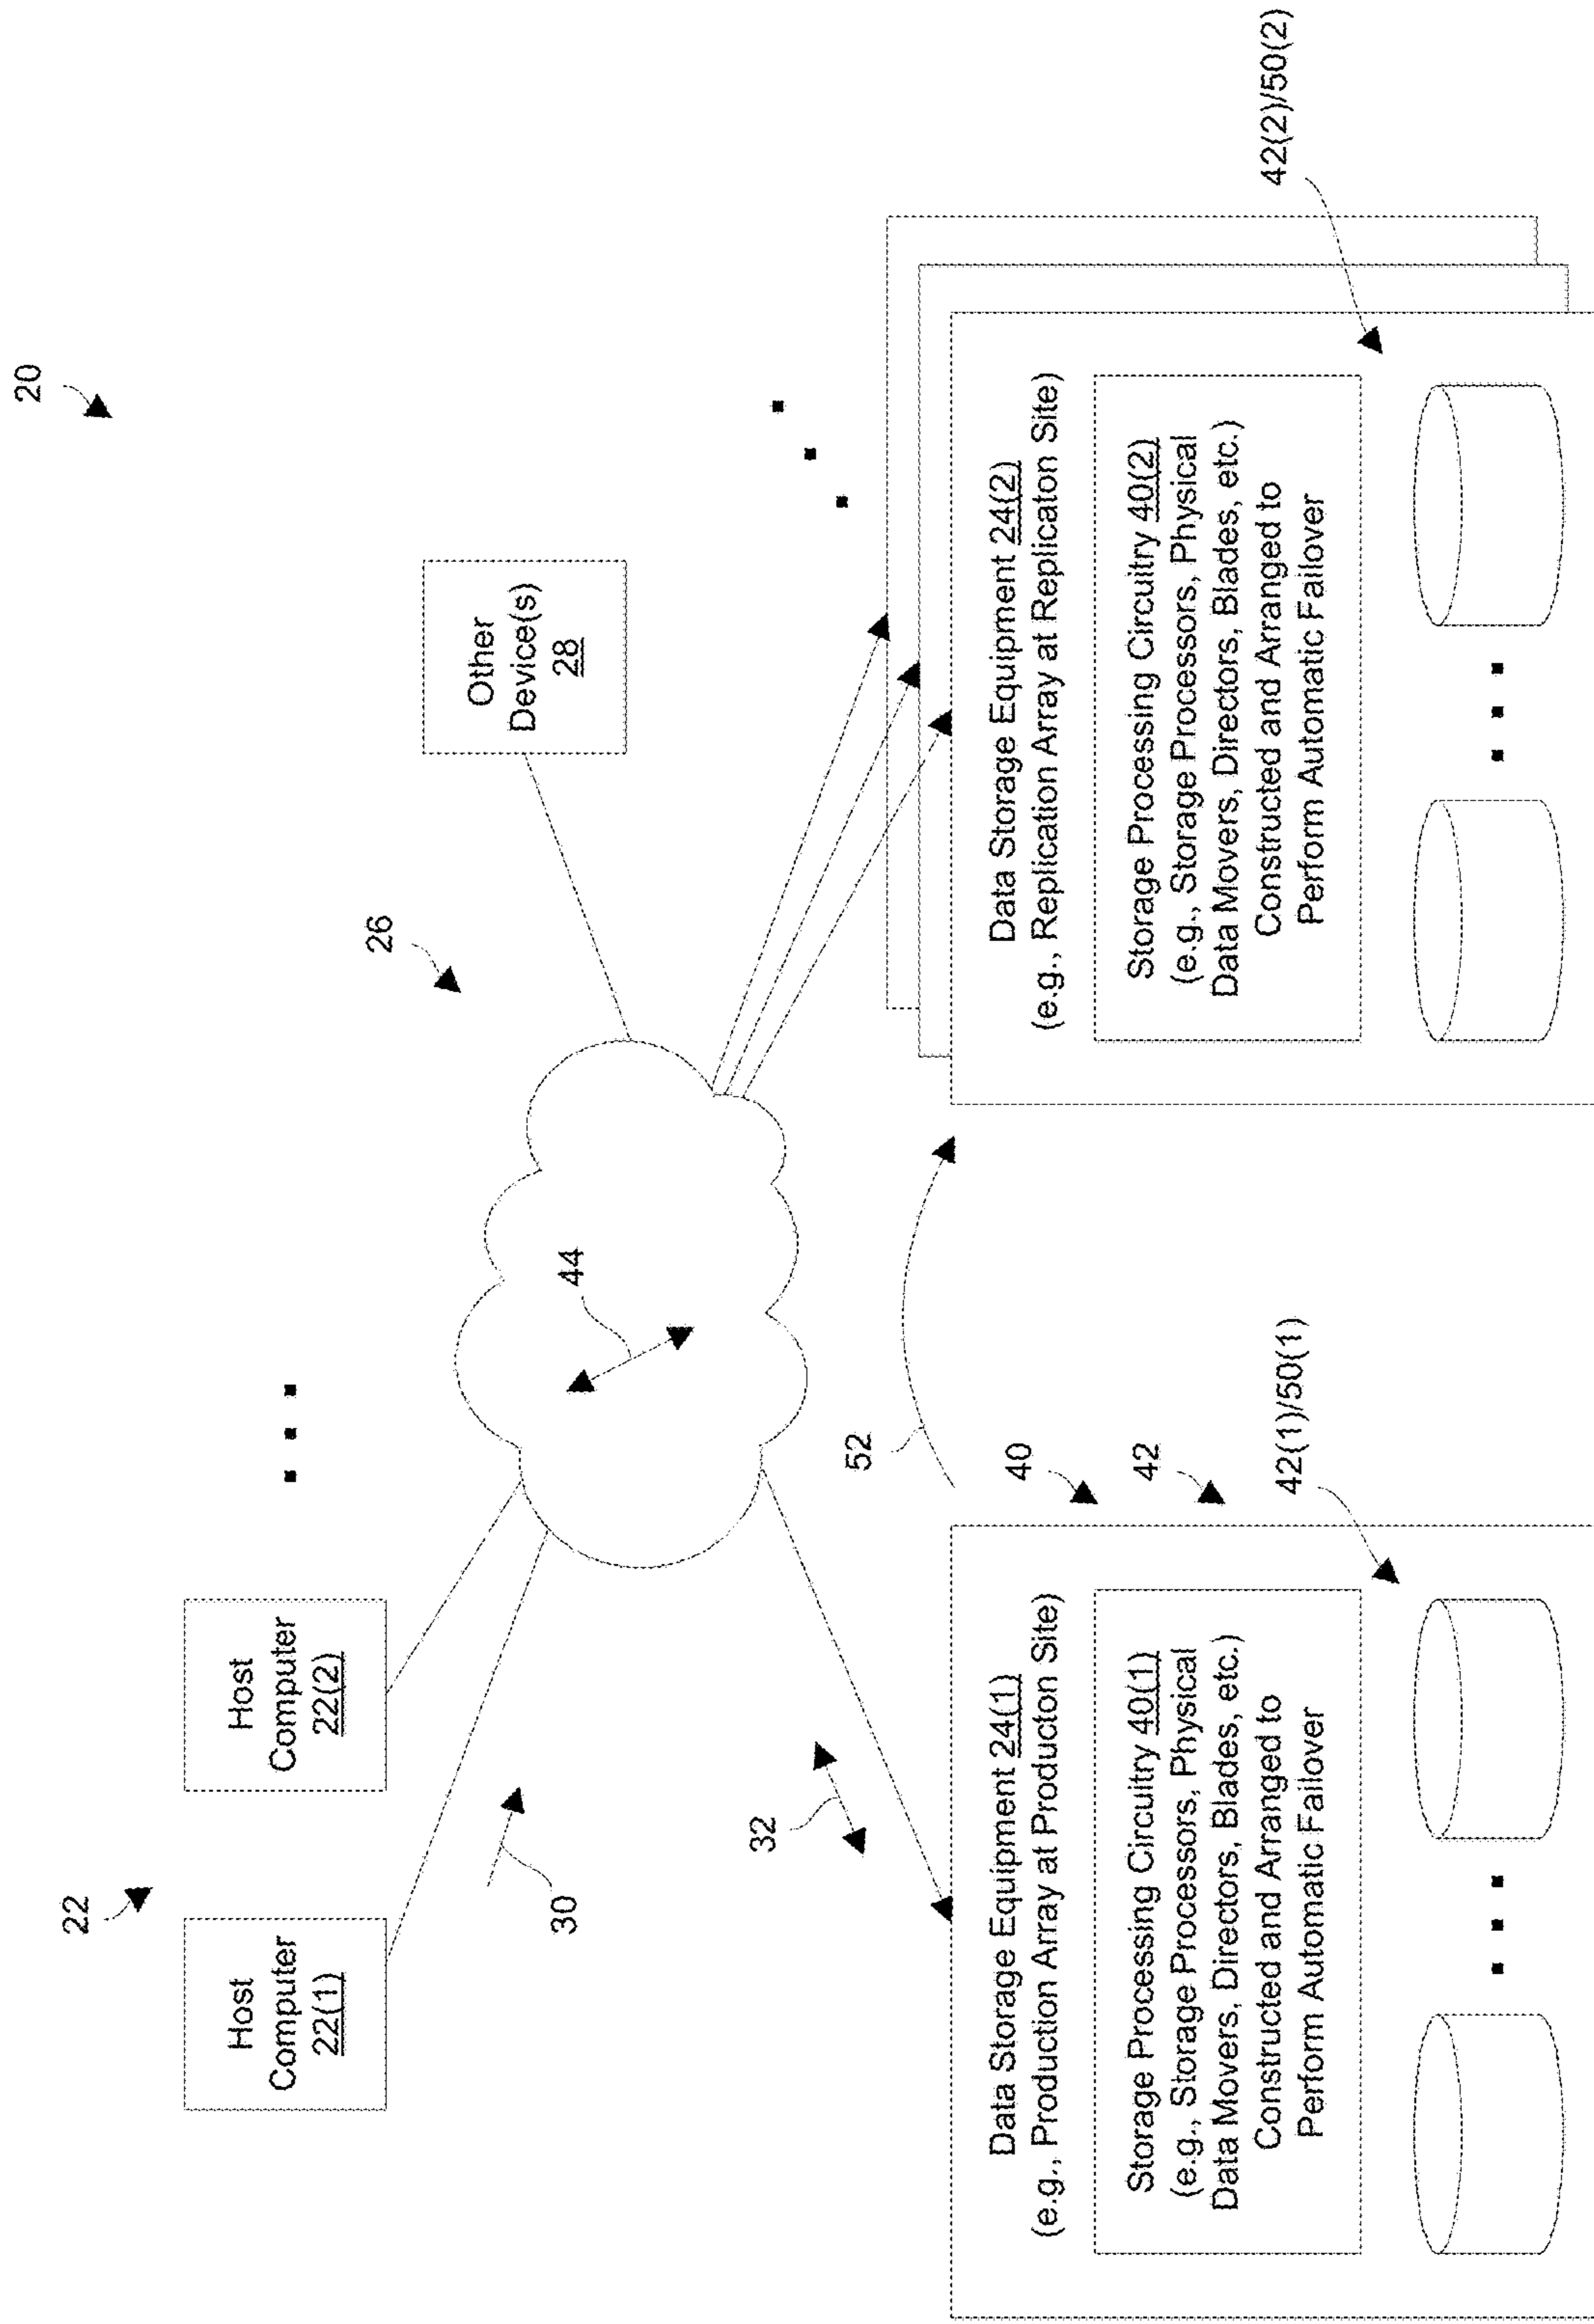 20
22
Host
Computer
22(1)
Host
Computer
22(2)
26
Other
Device(s)
28
30
44
32
52
40
42
Data Storage Equipment 24(1)
(e.g., Production Array at Producton Site)
Storage Processing Circuitry 40(1)
(e.g., Storage Processors, Physical
Data Movers, Directors, Blades, etc.)
Constructed and Arranged to
Perform Automatic Failover
42(1)/50(1)
Data Storage Equipment 24(2)
(e.g., Replication Array at Replicaton Site)
Storage Processing Circuitry 40(2)
(e.g., Storage Processors, Physical
Data Movers, Directors, Blades, etc.)
Constructed and Arranged to
Perform Automatic Failover
42(2)/50(2)